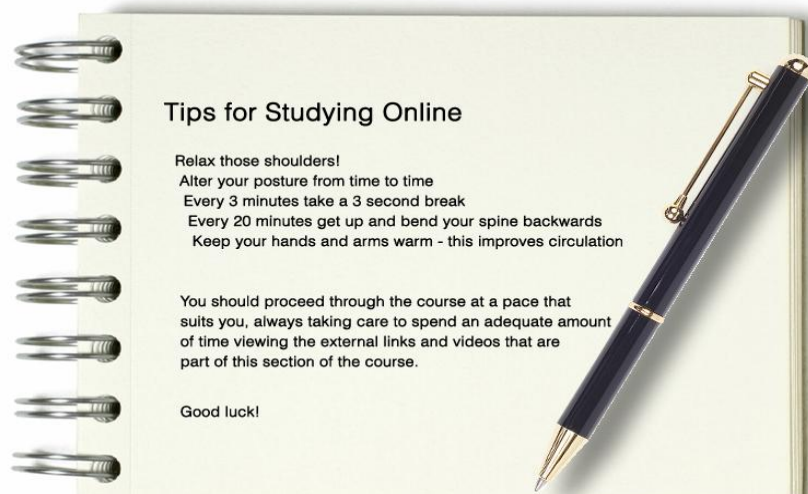 Tips for Studying Online
Relax those shoulders!
Alter your posture from time to time
Every 3 minutes take a 3 second break
Every 20 minutes get up and bend your spine backwards
Keep your hands and arms warm - this improves circulation
You should proceed through the course at a pace that
suits you, always taking care to spend an adequate amount
of time viewing the external links and videos that are
part of this section of the course.
Good luck!